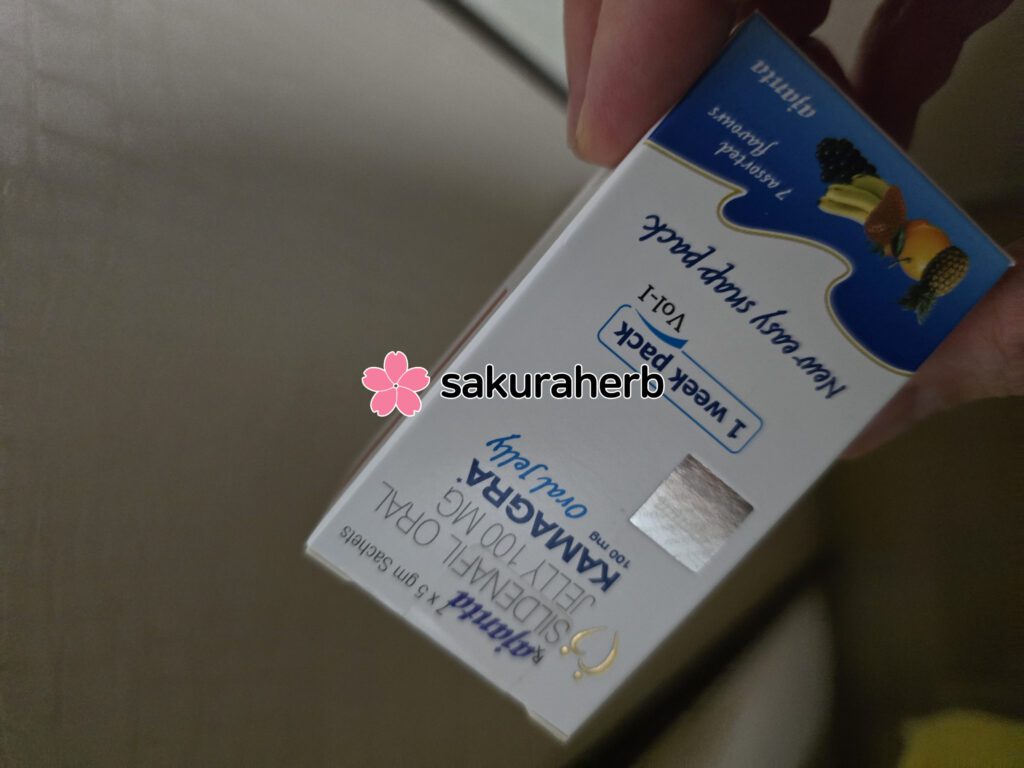 ajanta
7 assorted
flavours
New easy snap pack
Vol-I
1 week pack
sakuraherb
Oral Jelly
KAMAGRA®
100 mg
SILDENAFIL ORAL
JELLY 100 MG
7 x 5 gm Sachets
Rx
ajanta